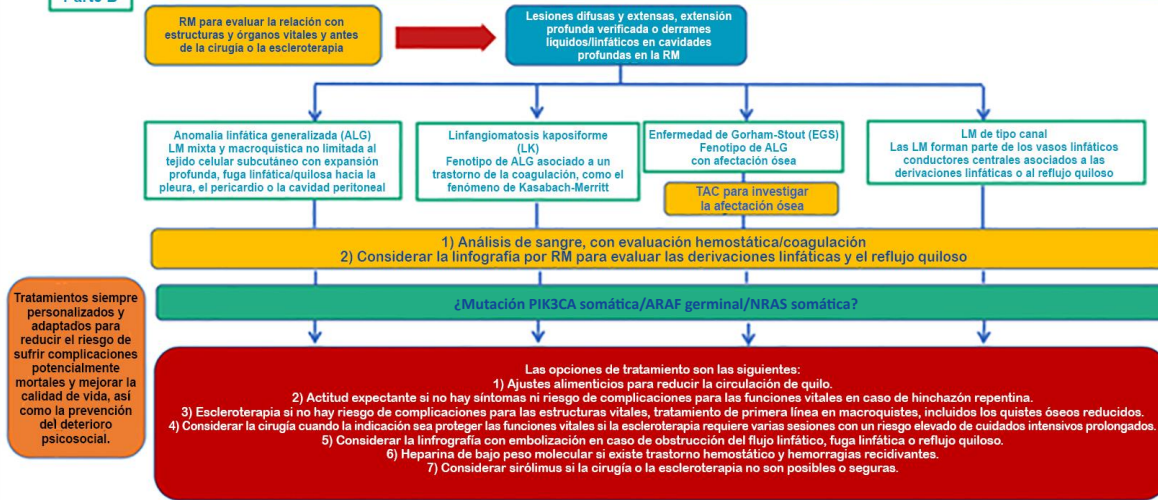 Parte B
RM para evaluar la relación con
estructuras y órganos vitales y antes
de la cirugía o la escleroterapia
Lesiones difusas y extensas, extensión
profunda verificada o derrames
líquidos/linfáticos en cavidades
profundas en la RM
Anomalia linfática generalizada (ALG)
LM mixta y macroquística no limitada al
tejido celular subcutáneo con expansión
profunda, fuga linfática/quilosa hacia la
pleura, el pericardio o la cavidad peritoneal
Linfangiomatosis kaposiforme
(LK)
Fenotipo de ALG asociado a un
trastorno de la coagulación, como el
fenómeno de Kasabach-Merritt
Enfermedad de Gorham-Stout (EGS)
Fenotipo de ALG
con afectación ósea
TAC para investigar
la afectación ósea
LM de tipo canal
Las LM forman parte de los vasos linfáticos
conductores centrales asociados a las
derivaciones linfáticas o al reflujo quiloso
1) Análisis de sangre, con evaluación hemostática/coagulación
2) Considerar la linfografía por RM para evaluar las derivaciones linfáticas y el reflujo quiloso
¿Mutación PIK3CA somática/ARAF germinal/NRAS somática?
Tratamientos siempre
personalizados y
adaptados para
reducir el riesgo de
sufrir complicaciones
potencialmente
mortales y mejorar la
calidad de vida, así
como la prevención
del deterioro
psicosocial.
Las opciones de tratamiento son las siguientes:
1) Ajustes alimenticios para reducir la circulación de quilo.
2) Actitud expectante si no hay síntomas ni riesgo de complicaciones para las funciones vitales en caso de hinchazón repentina.
3) Escleroterapia si no hay riesgo de complicaciones para las estructuras vitales, tratamiento de primera línea en macroquistes, incluidos los quistes óseos reducidos.
4) Considerar la cirugía cuando la indicación sea proteger las funciones vitales si la escleroterapia requiere varias sesiones con un riesgo elevado de cuidados intensivos prolongados.
5) Considerar la linfrografía con embolización en caso de obstrucción del flujo linfático, fuga linfática o reflujo quiloso.
6) Heparina de bajo peso molecular si existe trastorno hemostático y hemorragias recidivantes.
7) Considerar sirólimus si la cirugía o la escleroterapia no son posibles o seguras.